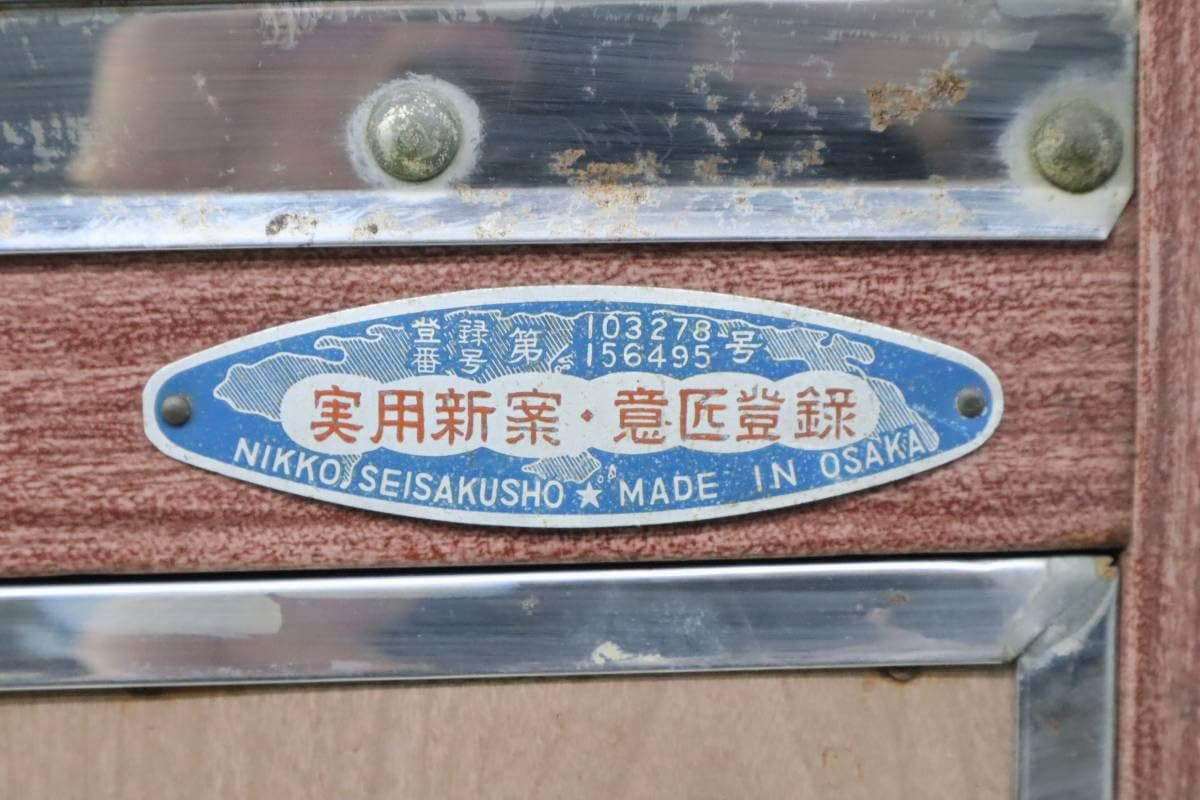 登録番号 第 103278 156495 号
実用新案・意匠登録
NIKKO SEISAKUSHO ★ MADE IN OSAKA